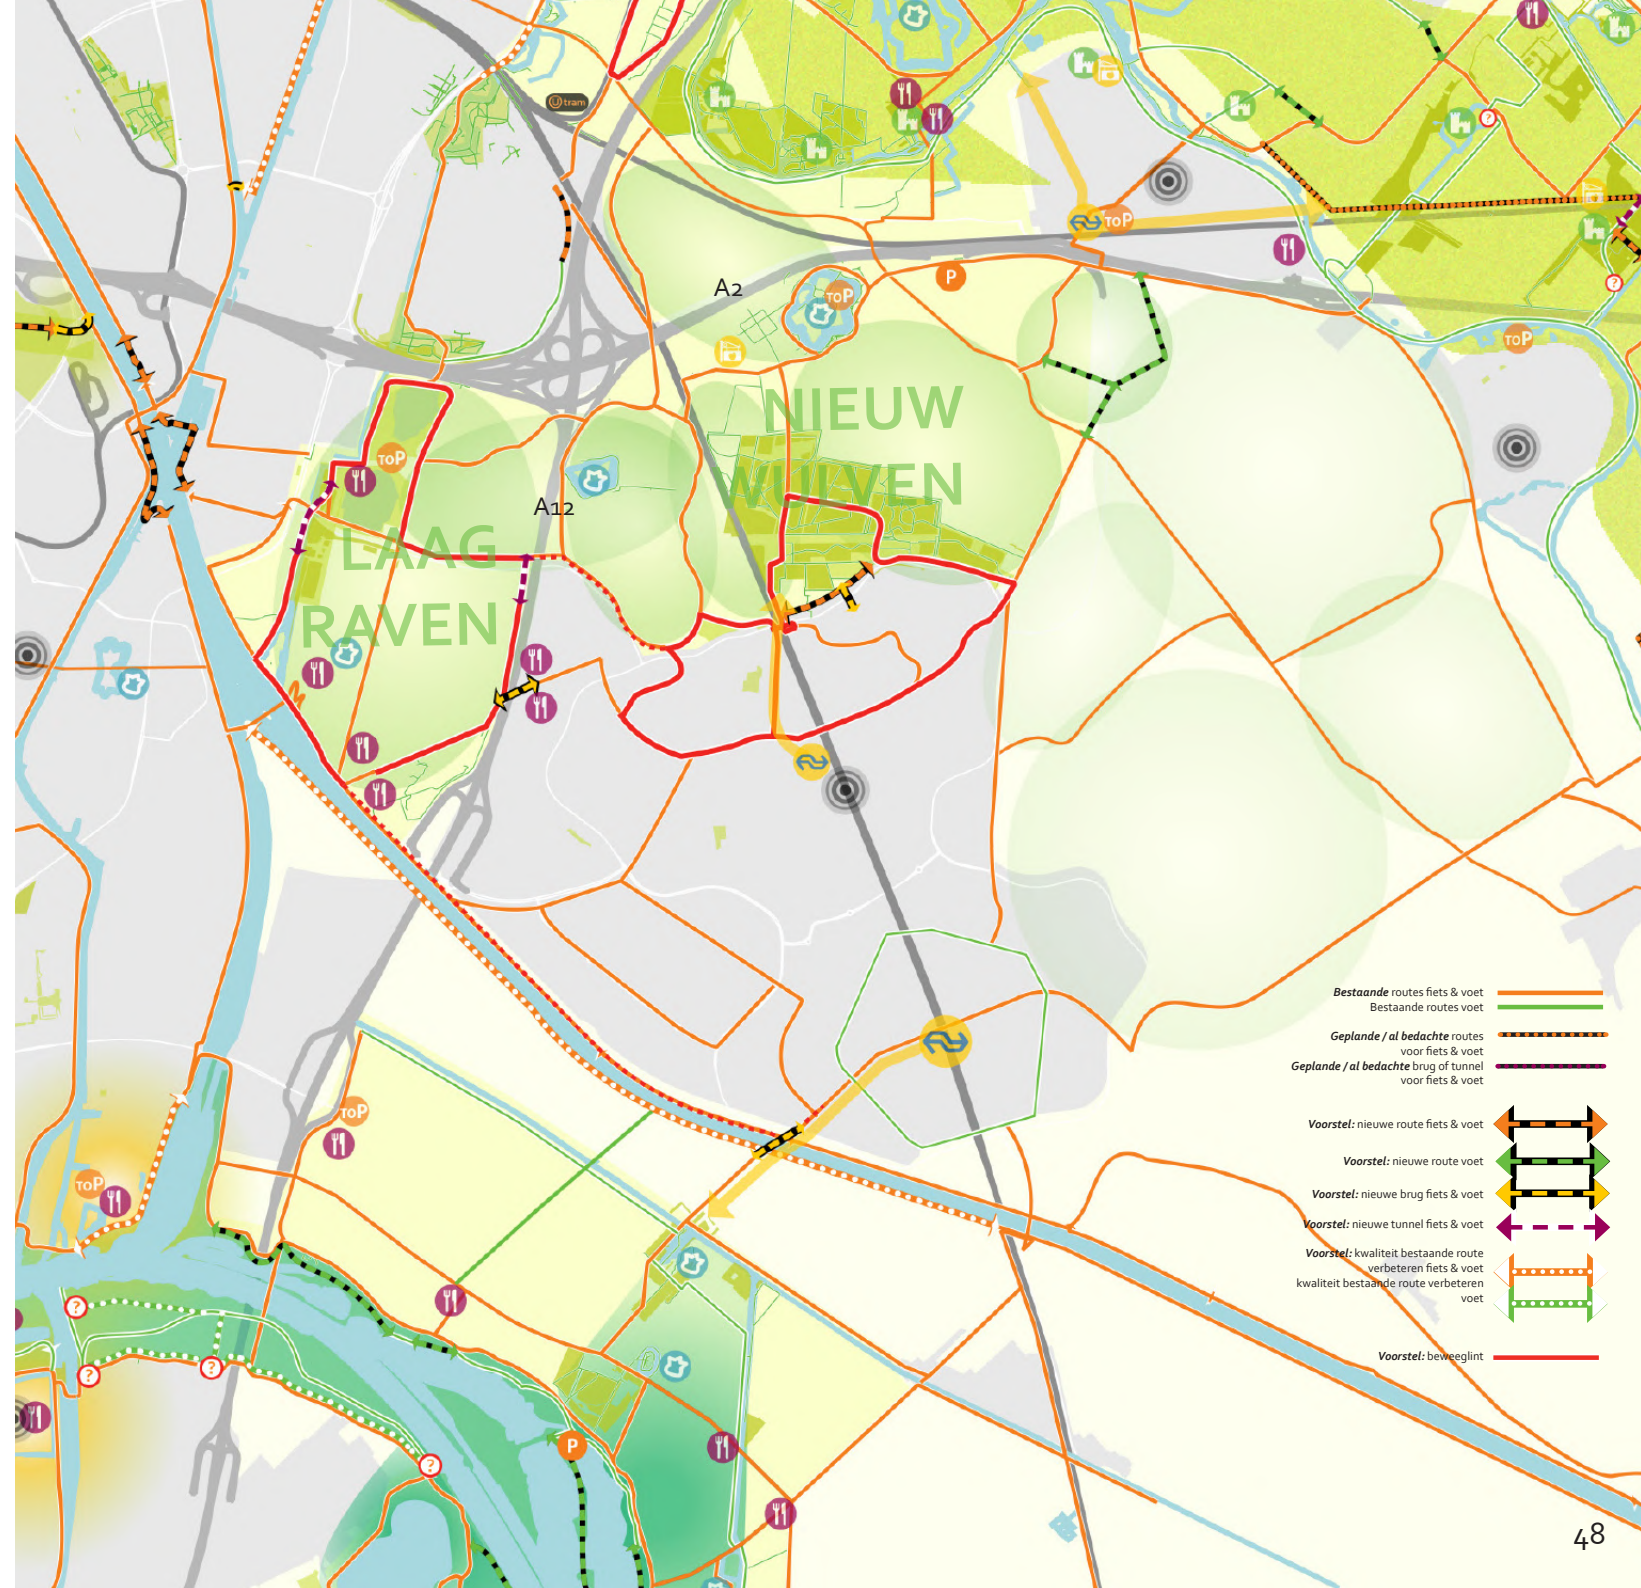 tram
ToP
A2
P
ToP
ToP
NIEUW
WULVEN
ToP
A12
LAAG
RAVEN
Bestaande routes fiets & voet
Bestaande routes voet
Geplande / al bedachte routes
voor fiets & voet
Geplande / al bedachte brug of tunnel
voor fiets & voet
Voorstel: nieuwe route fiets & voet
Voorstel: nieuwe route voet
Voorstel: nieuwe brug fiets & voet
Voorstel: nieuwe tunnel fiets & voet
Voorstel: kwaliteit bestaande route
verbeteren fiets & voet
kwaliteit bestaande route verbeteren
voet
Voorstel: beweeglint
ToP
ToP
?
?
?
?
?
?
P
48